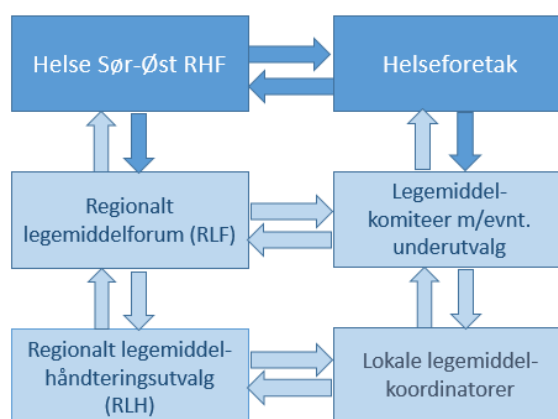 Helse Sør-Øst RHF
Helseforetak
Regionalt
legemiddelforum (RLF)
Legemiddel-
komiteer m/evnt.
underutvalg
Regionalt legemiddel-
håndteringsutvalg
(RLH)
Lokale legemiddel-
koordinatorer